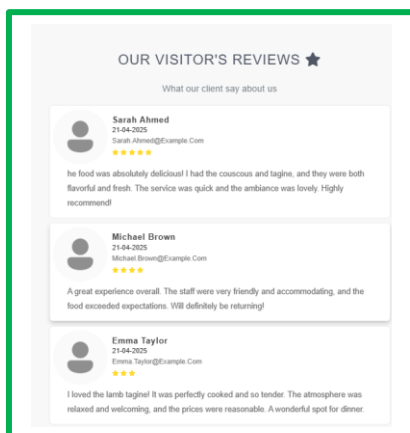 OUR VISITOR'S REVIEWS
What our client say about us
Sarah Ahmed
21-04-2025
Sarah.Ahmed@Example.Com
he food was absolutely delicious! I had the couscous and tagine, and they were both
flavorful and fresh. The service was quick and the ambiance was lovely. Highly
recommend!
Michael Brown
21-04-2025
Michael.Brown@Example.Com
A great experience overall. The staff were very friendly and accommodating, and the
food exceeded expectations. Will definitely be returning!
Emma Taylor
21-04-2025
Emma.Taylor@Example.Com
I loved the lamb tagine! It was perfectly cooked and so tender. The atmosphere was
relaxed and welcoming, and the prices were reasonable. A wonderful spot for dinner.